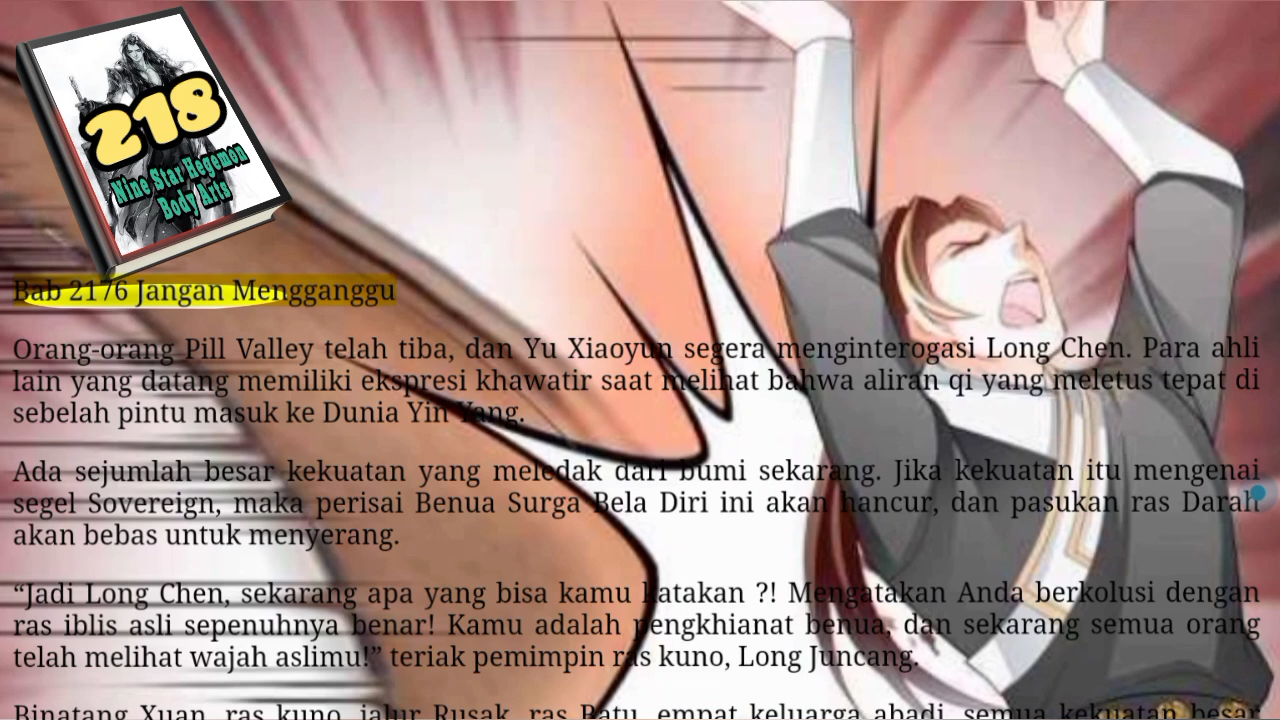 218
Nine Star Hegemon
Body Arts
Bab 2176 Jangan Mengganggu
Orang-orang Pill Valley telah tiba, dan Yu Xiaoyun segera menginterogasi Long Chen. Para ahli
lain yang datang memiliki ekspresi khawatir saat melihat bahwa aliran qi yang meletus tepat di
sebelah pintu masuk ke Dunia Yin Yang.
Ada sejumlah besar kekuatan yang meledak dari bumi sekarang. Jika kekuatan itu mengenai
segel Sovereign, maka perisai Benua Surga Bela Diri ini akan hancur, dan pasukan ras Darah
akan bebas untuk menyerang.
“Jadi Long Chen, sekarang apa yang bisa kamu katakan ?! Mengatakan Anda berkolusi dengan
ras iblis asli sepenuhnya benar! Kamu adalah pengkhianat benua, dan sekarang semua orang
telah melihat wajah aslimu!” teriak pemimpin ras kuno, Long Juncang.
Binatang Xuan, ras kuno, jalur Rusak, ras Batu, empat keluarga abadi, semua kekuatan besar